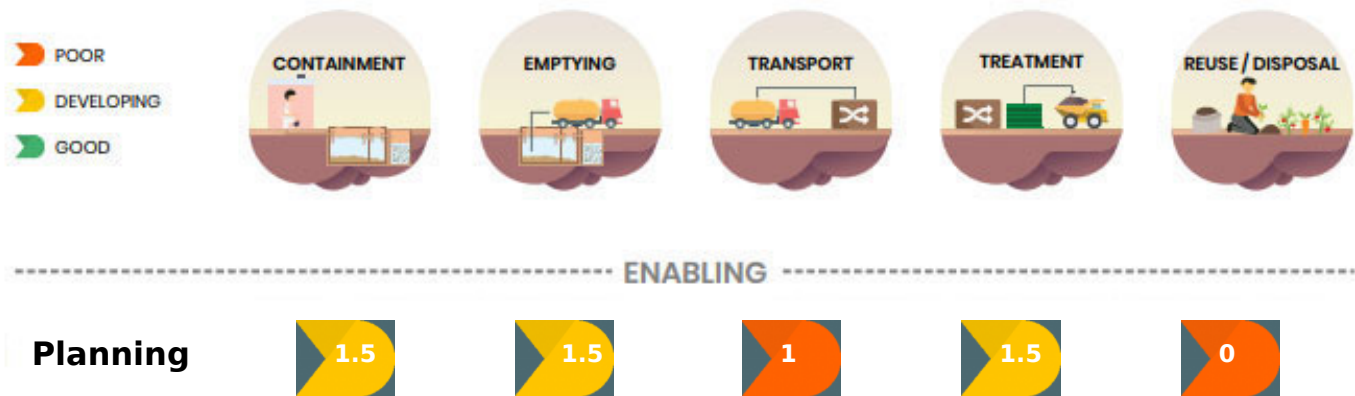 POOR
DEVELOPING
GOOD
CONTAINMENT
EMPTYING
TRANSPORT
TREATMENT
REUSE / DISPOSAL
ENABLING
Planning 1.5 1.5 1 1.5 0